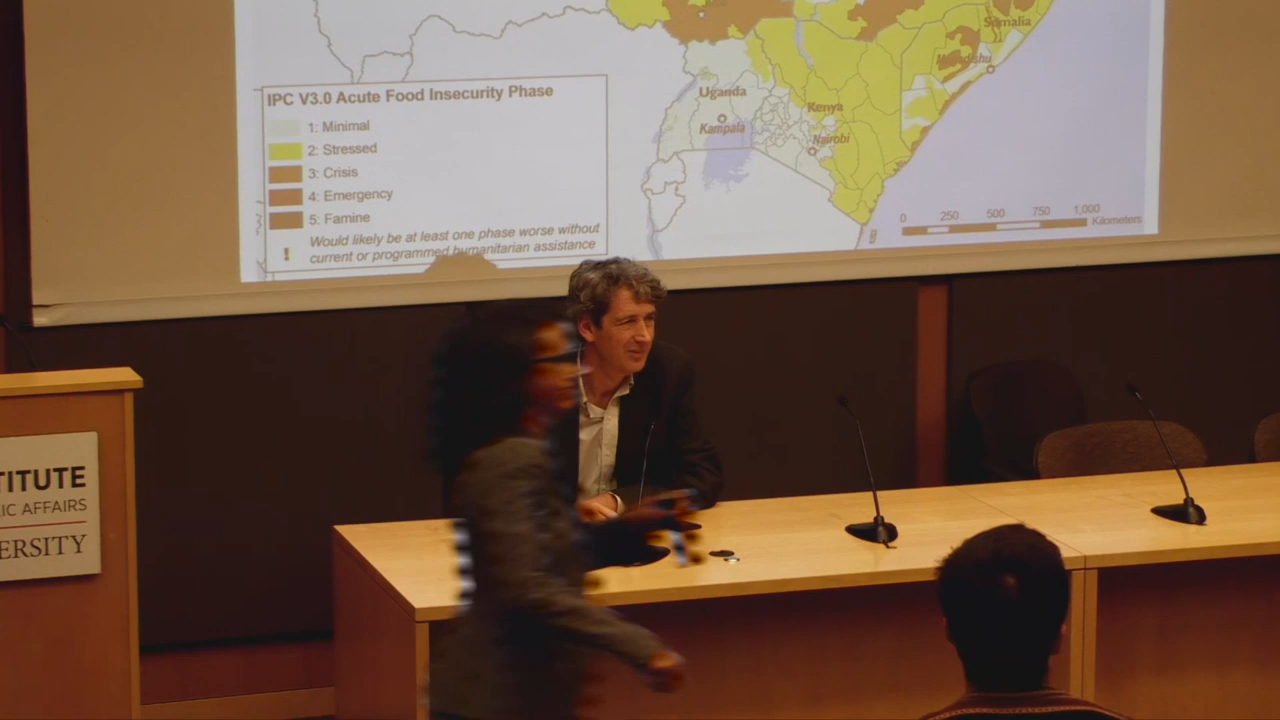 Somalia
Mogadishu
Uganda
Kenya
Kampala
Nairobi
IPC V3.0 Acute Food Insecurity Phase
1: Minimal
2: Stressed
3: Crisis
4: Emergency
5: Famine
! Would likely be at least one phase worse without
current or programmed humanitarian assistance
0 250 500 750 1,000
Kilometers
TITUTE
IC AFFAIRS
ERSITY